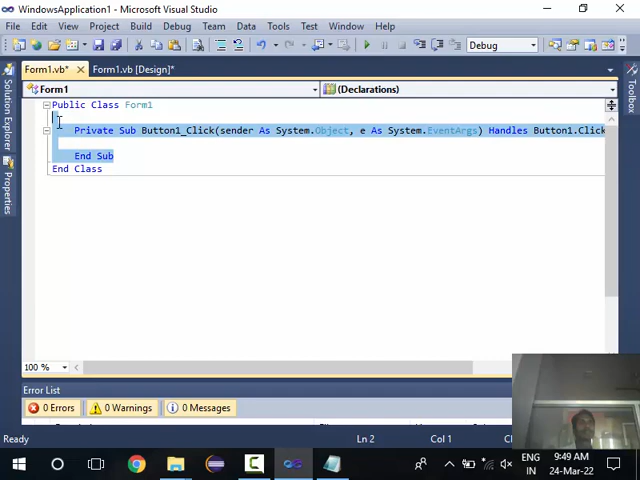 WindowsApplication1 - Microsoft Visual Studio
File Edit View Project Build Debug Team Data Tools Test Window Help
Debug
Form1.vb* Form1.vb [Design]*
Form1 (Declarations)
Solution Explorer
Properties
Toolbox
Public Class Form1
Private Sub Button1_Click(sender As System.Object, e As System.EventArgs) Handles Button1.Click
End Sub
End Class
100 %
Error List
0 Errors 0 Warnings 0 Messages
Ready Ln 2 Col 1
ENG 9:49 AM
IN 24-Mar-22